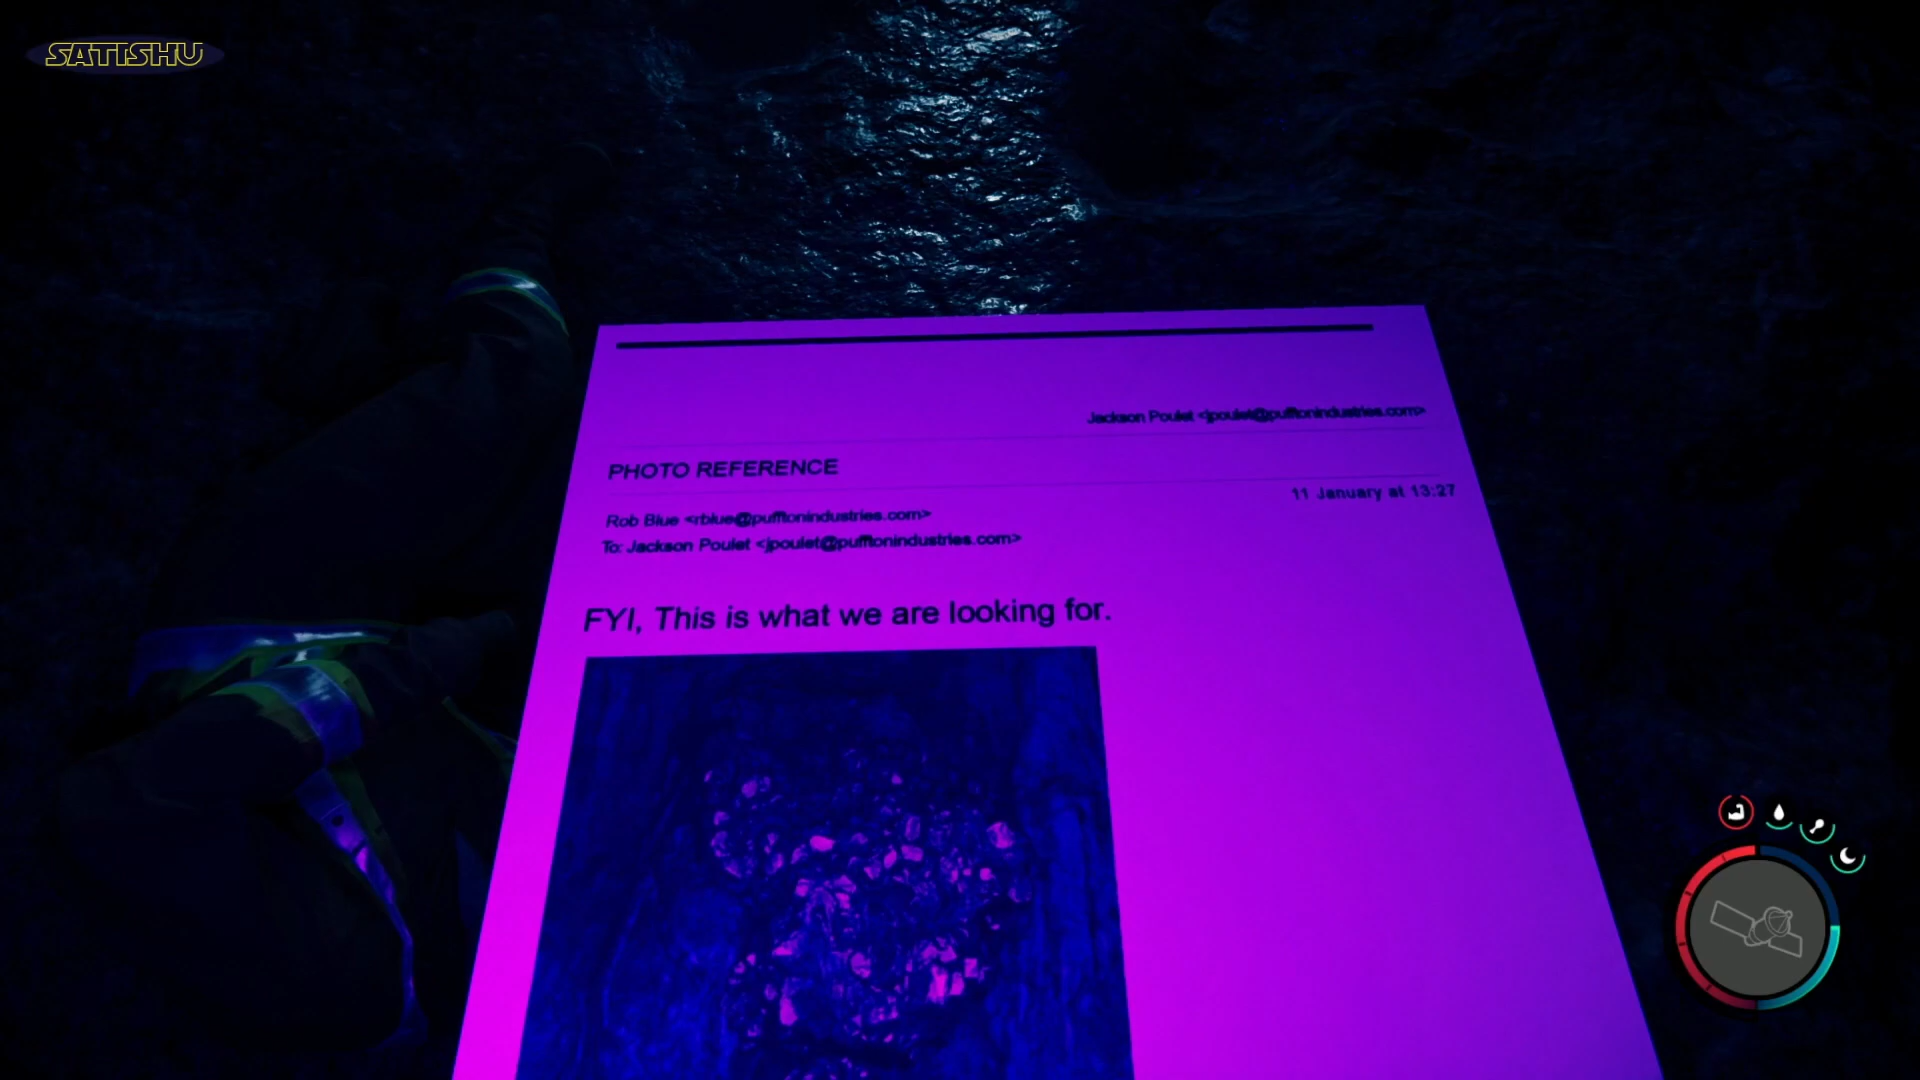 SATISHU
Jackson Poulet <jpoulet@pufftonindustries.com>
PHOTO REFERENCE
11 January at 13:27
Rob Blue <rblue@pufftonindustries.com>
To: Jackson Poulet <jpoulet@pufftonindustries.com>
FYI, This is what we are looking for.